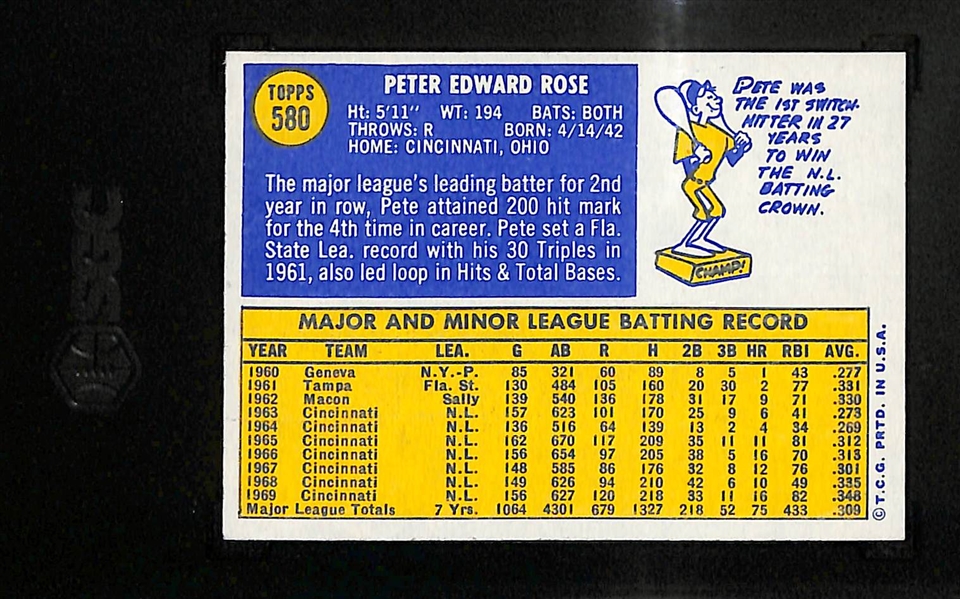 TOPPS
580
PETER EDWARD ROSE
Ht: 5'11" WT: 194 BATS: BOTH
THROWS: R BORN: 4/14/42
HOME: CINCINNATI, OHIO
The major league's leading batter for 2nd
year in row, Pete attained 200 hit mark
for the 4th time in career. Pete set a Fla.
State Lea. record with his 30 Triples in
1961, also led loop in Hits & Total Bases.
PETE WAS
THE 1ST SWITCH-
HITTER IN 27
YEARS
TO WIN
THE N.L.
BATTING
CROWN.
CHAMP!
MAJOR AND MINOR LEAGUE BATTING RECORD
YEAR TEAM LEA. G AB R H 2B 3B HR RBI AVG.
1960 Geneva N.Y.-P. 85 321 60 89 8 5 1 43 .277
1961 Tampa Fla. St. 130 484 105 160 20 30 2 77 .331
1962 Macon Sally 139 540 136 178 31 17 9 71 .330
1963 Cincinnati N.L. 157 623 101 170 25 9 6 41 .273
1964 Cincinnati N.L. 136 516 64 139 13 2 4 34 .269
1965 Cincinnati N.L. 162 670 117 209 35 11 11 81 .312
1966 Cincinnati N.L. 156 654 97 205 38 5 16 70 .313
1967 Cincinnati N.L. 148 585 86 176 32 8 12 76 .301
1968 Cincinnati N.L. 149 626 94 210 42 6 10 49 .335
1969 Cincinnati N.L. 156 627 120 218 33 11 16 82 .348
Major League Totals 7 Yrs. 1064 4301 679 1327 218 52 75 433 .309
© T.C.G. PRTD. IN U.S.A.
SGC